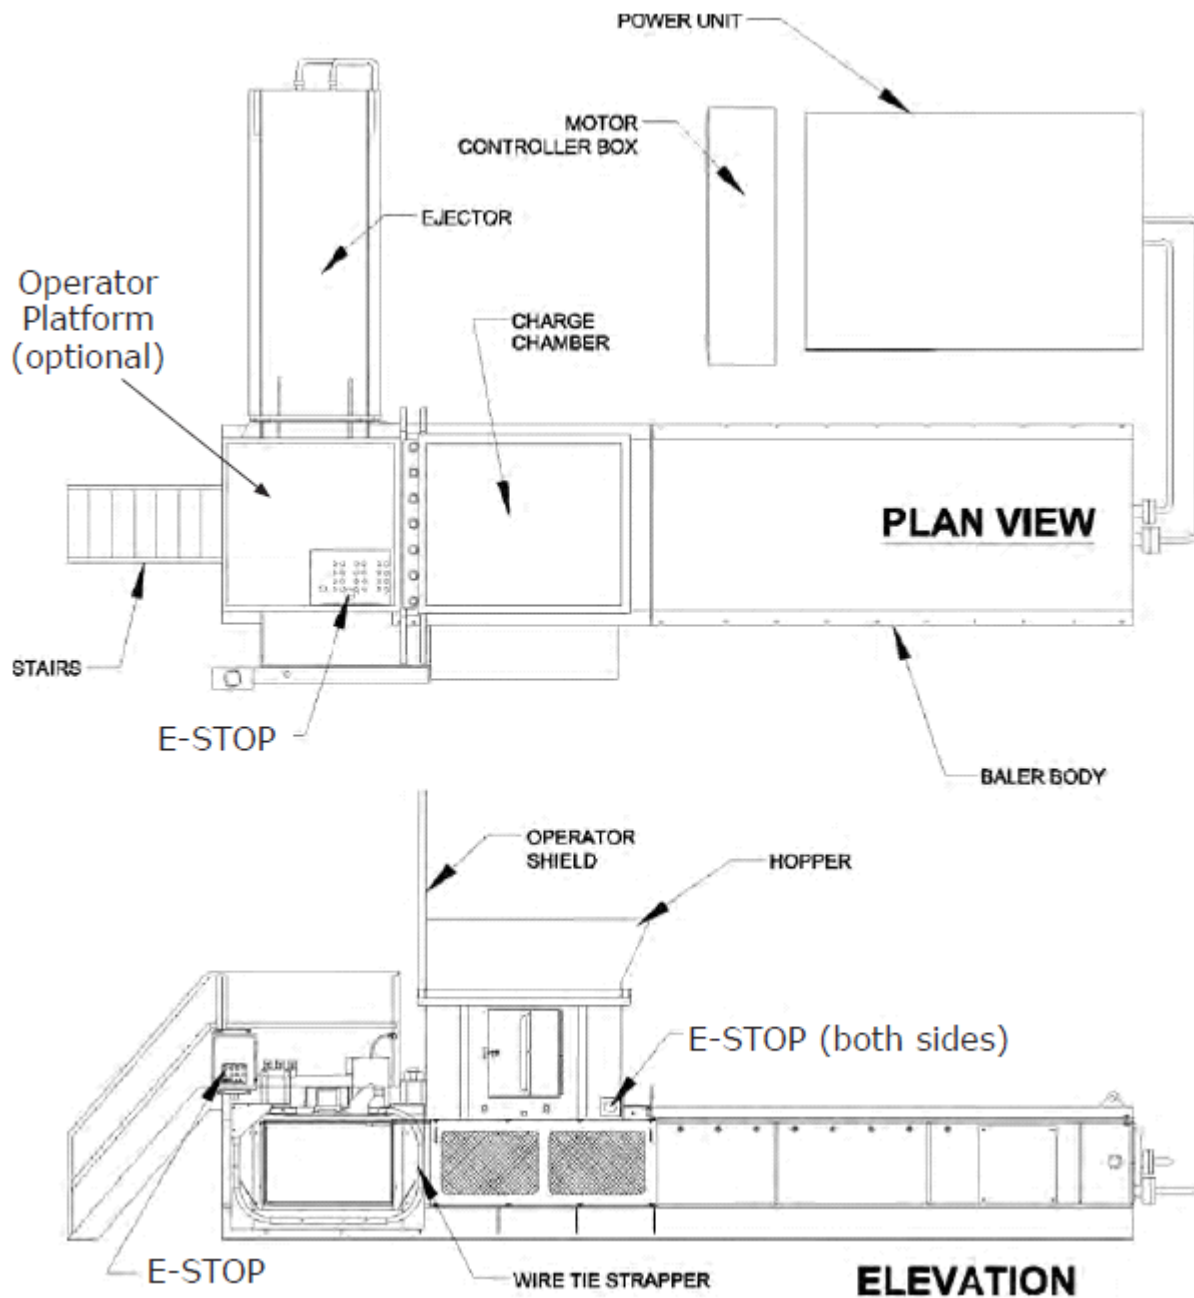 POWER UNIT
MOTOR
CONTROLLER BOX
EJECTOR
Operator
Platform
(optional)
CHARGE
CHAMBER
PLAN VIEW
STAIRS
E-STOP
BALER BODY
OPERATOR
SHIELD
HOPPER
E-STOP (both sides)
E-STOP
WIRE TIE STRAPPER
ELEVATION